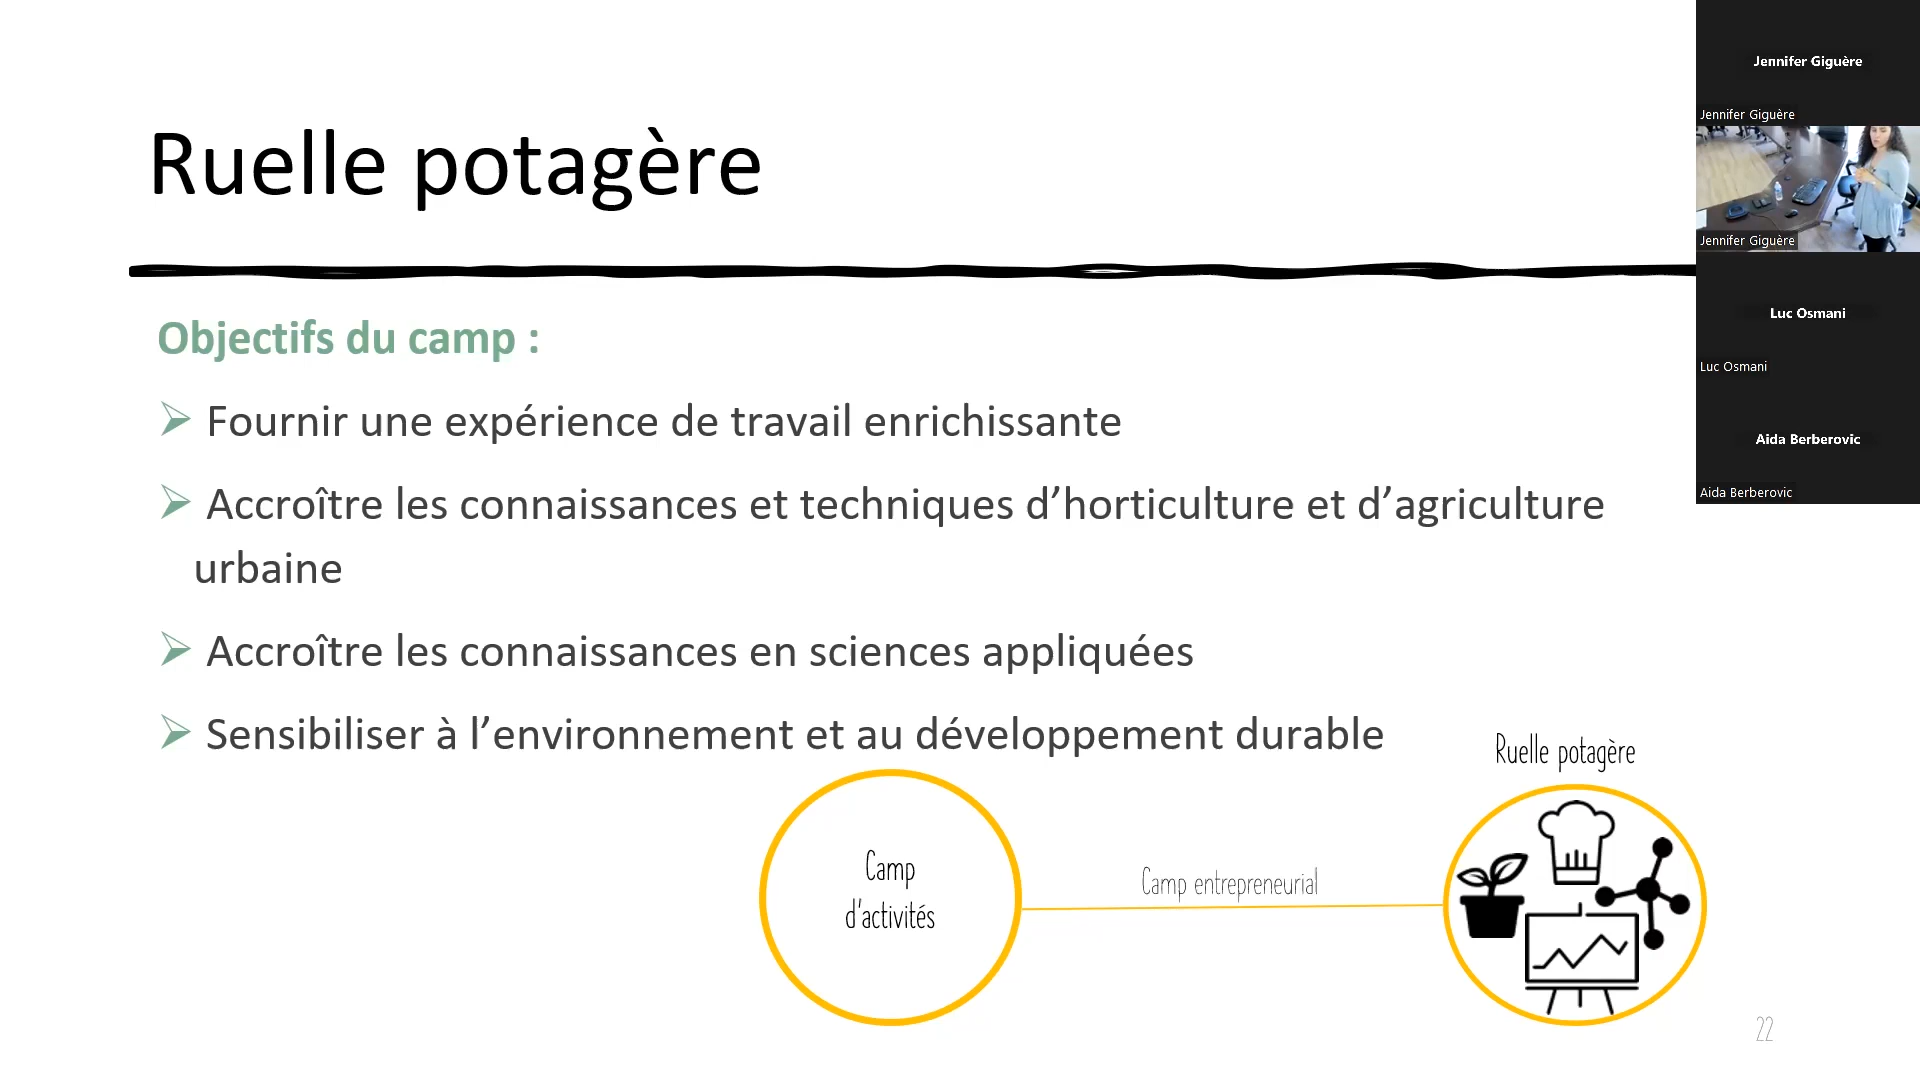 Ruelle potagère
Objectifs du camp :
Fournir une expérience de travail enrichissante
Accroître les connaissances et techniques d’horticulture et d’agriculture
urbaine
Accroître les connaissances en sciences appliquées
Sensibiliser à l’environnement et au développement durable
Camp
d’activités
Camp entrepreneurial
Ruelle potagère
22
Jennifer Giguère
Jennifer Giguère
Jennifer Giguère
Luc Osmani
Luc Osmani
Aida Berberovic
Aida Berberovic